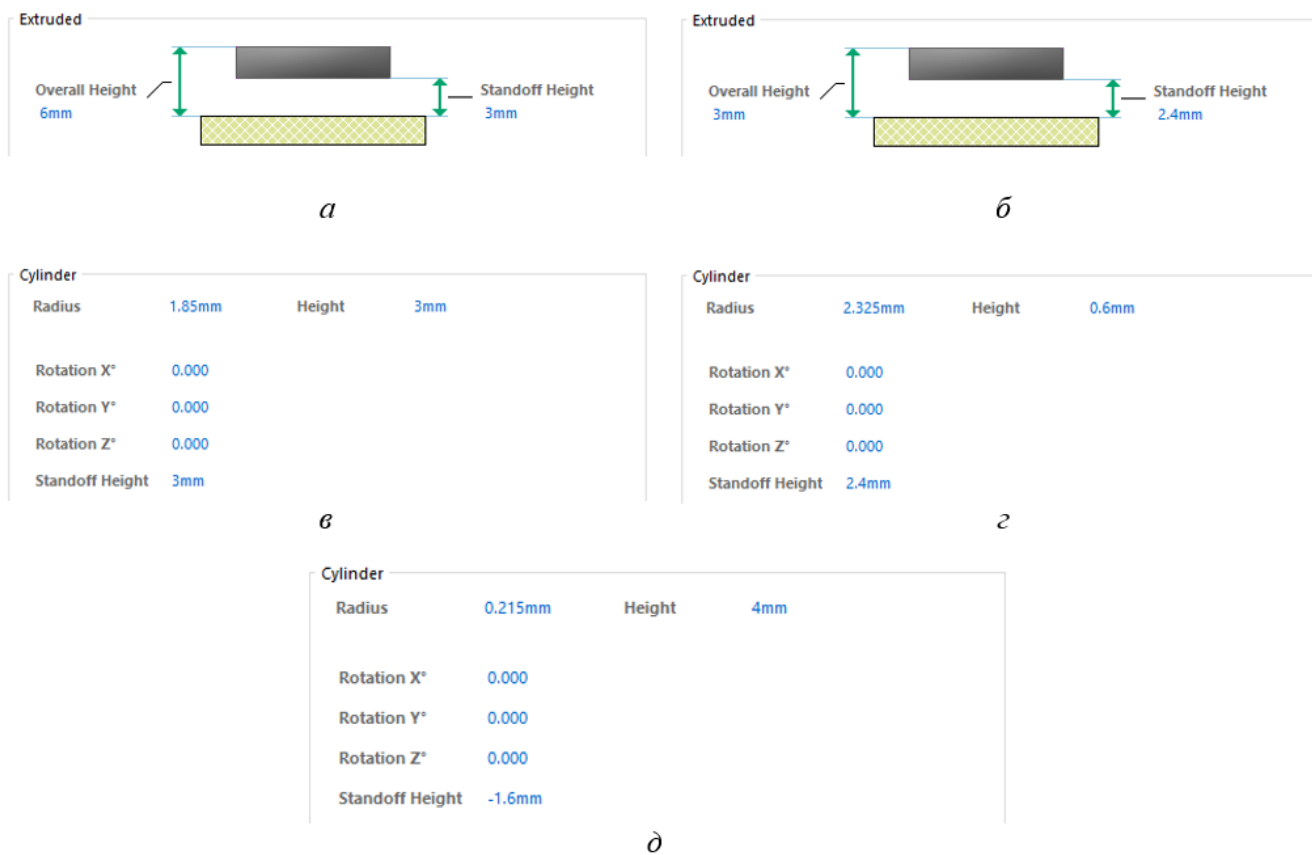 Extruded
Overall Height
6mm
Standoff Height
3mm
а
Extruded
Overall Height
3mm
Standoff Height
2.4mm
б
Cylinder
Radius 1.85mm Height 3mm
Rotation X° 0.000
Rotation Y° 0.000
Rotation Z° 0.000
Standoff Height 3mm
в
Cylinder
Radius 2.325mm Height 0.6mm
Rotation X° 0.000
Rotation Y° 0.000
Rotation Z° 0.000
Standoff Height 2.4mm
г
Cylinder
Radius 0.215mm Height 4mm
Rotation X° 0.000
Rotation Y° 0.000
Rotation Z° 0.000
Standoff Height -1.6mm
д